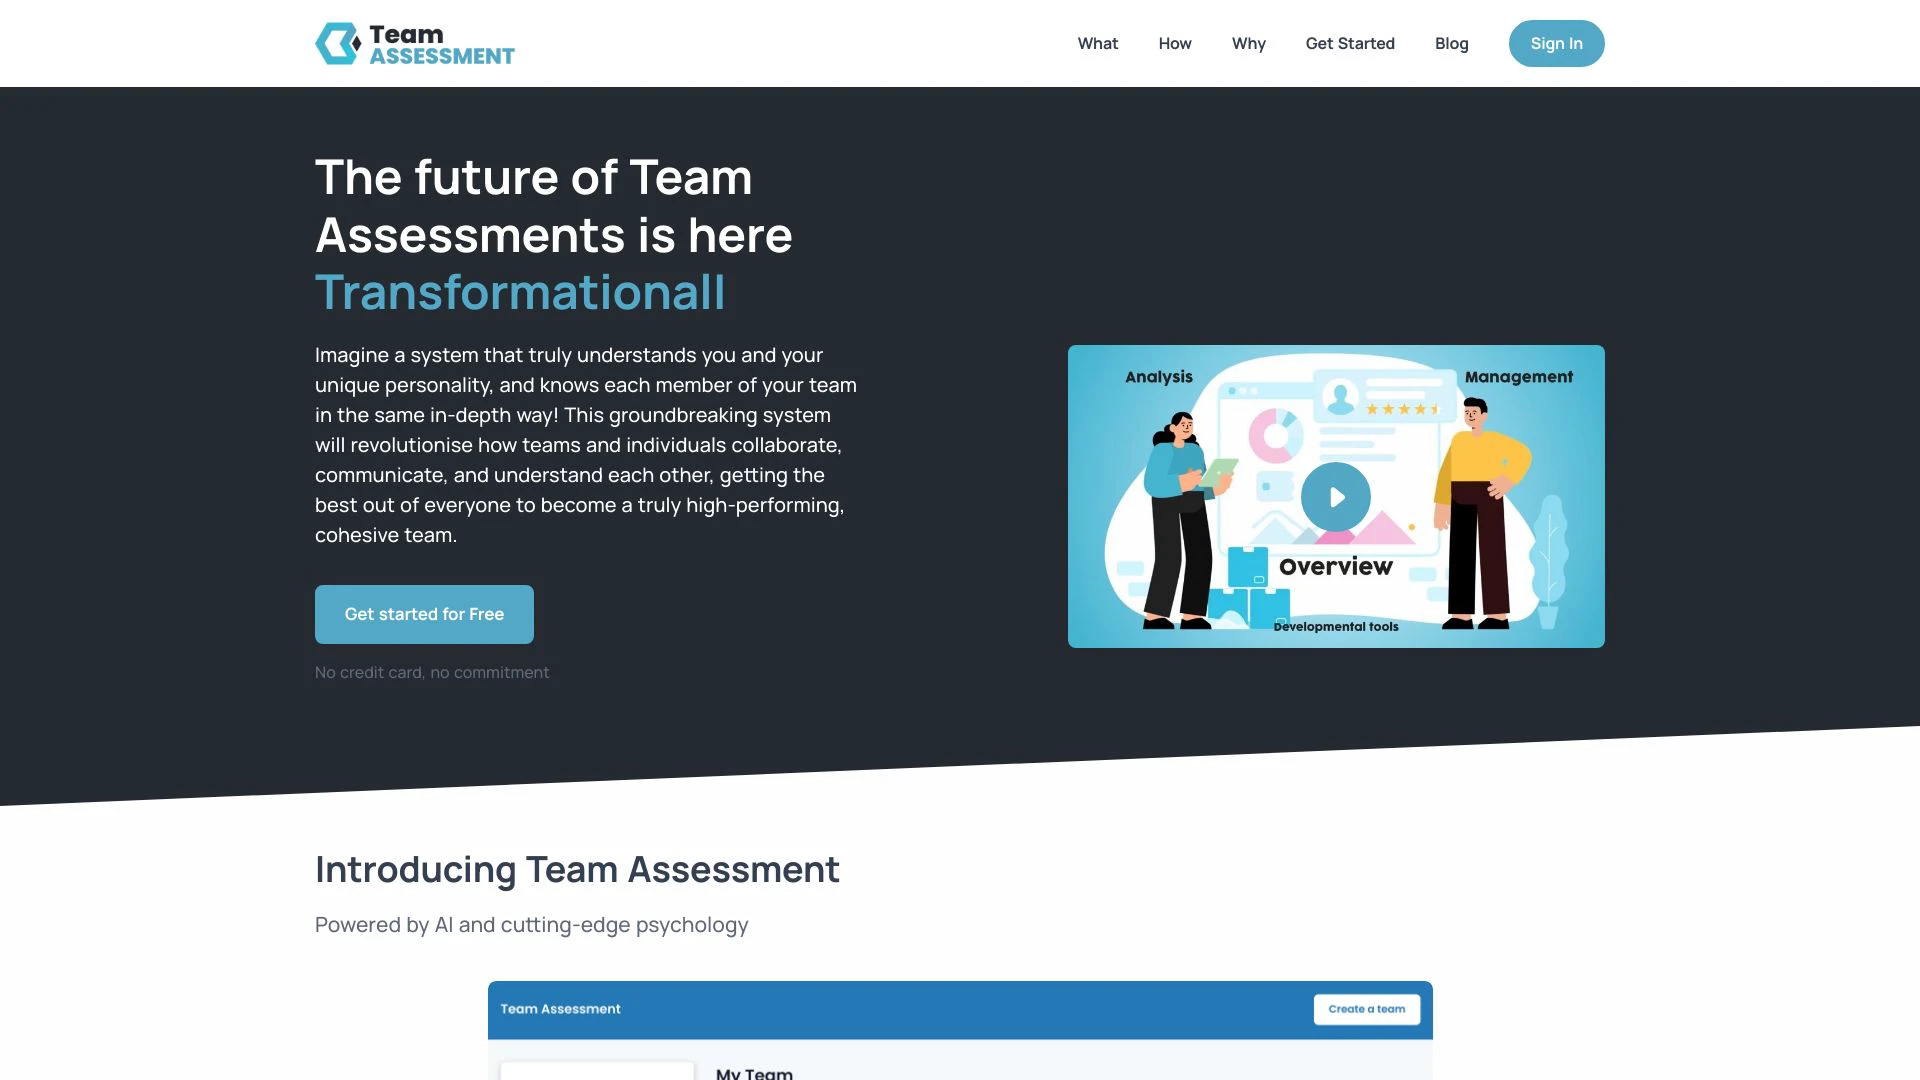 Team
ASSESSMENT
What
How
Why
Get Started
Blog
Sign In
The future of Team
Assessments is here
Transformationall
Imagine a system that truly understands you and your
unique personality, and knows each member of your team
in the same in-depth way! This groundbreaking system
will revolutionise how teams and individuals collaborate,
communicate, and understand each other, getting the
best out of everyone to become a truly high-performing,
cohesive team.
Get started for Free
No credit card, no commitment
Analysis
Management
Overview
Developmental tools
Introducing Team Assessment
Powered by AI and cutting-edge psychology
Team Assessment
Create a team
My Team